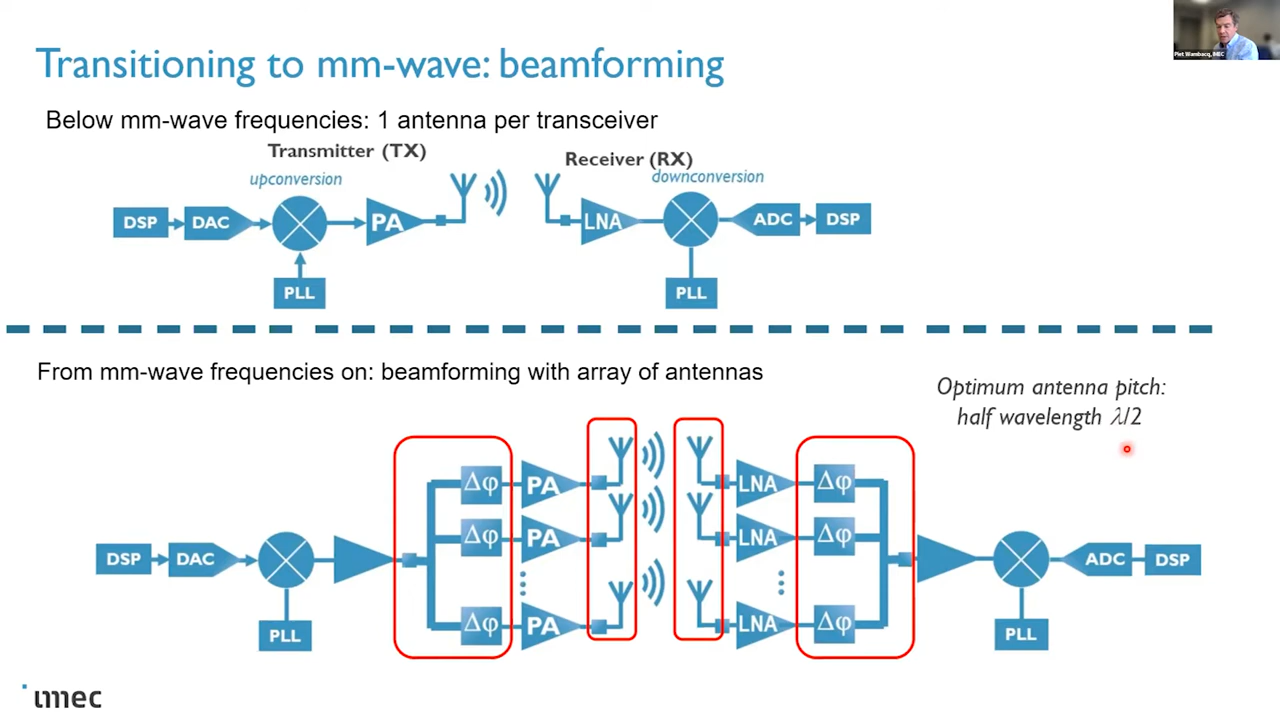 Piet Wambacq, IMEC
Transitioning to mm-wave: beamforming
Below mm-wave frequencies: 1 antenna per transceiver
Transmitter (TX)
Receiver (RX)
upconversion
downconversion
DSP DAC PA LNA ADC DSP
PLL PLL
From mm-wave frequencies on: beamforming with array of antennas
Optimum antenna pitch:
half wavelength λ/2
Δφ PA LNA Δφ
Δφ PA LNA Δφ
DSP DAC ADC DSP
Δφ PA LNA Δφ
PLL PLL
imec